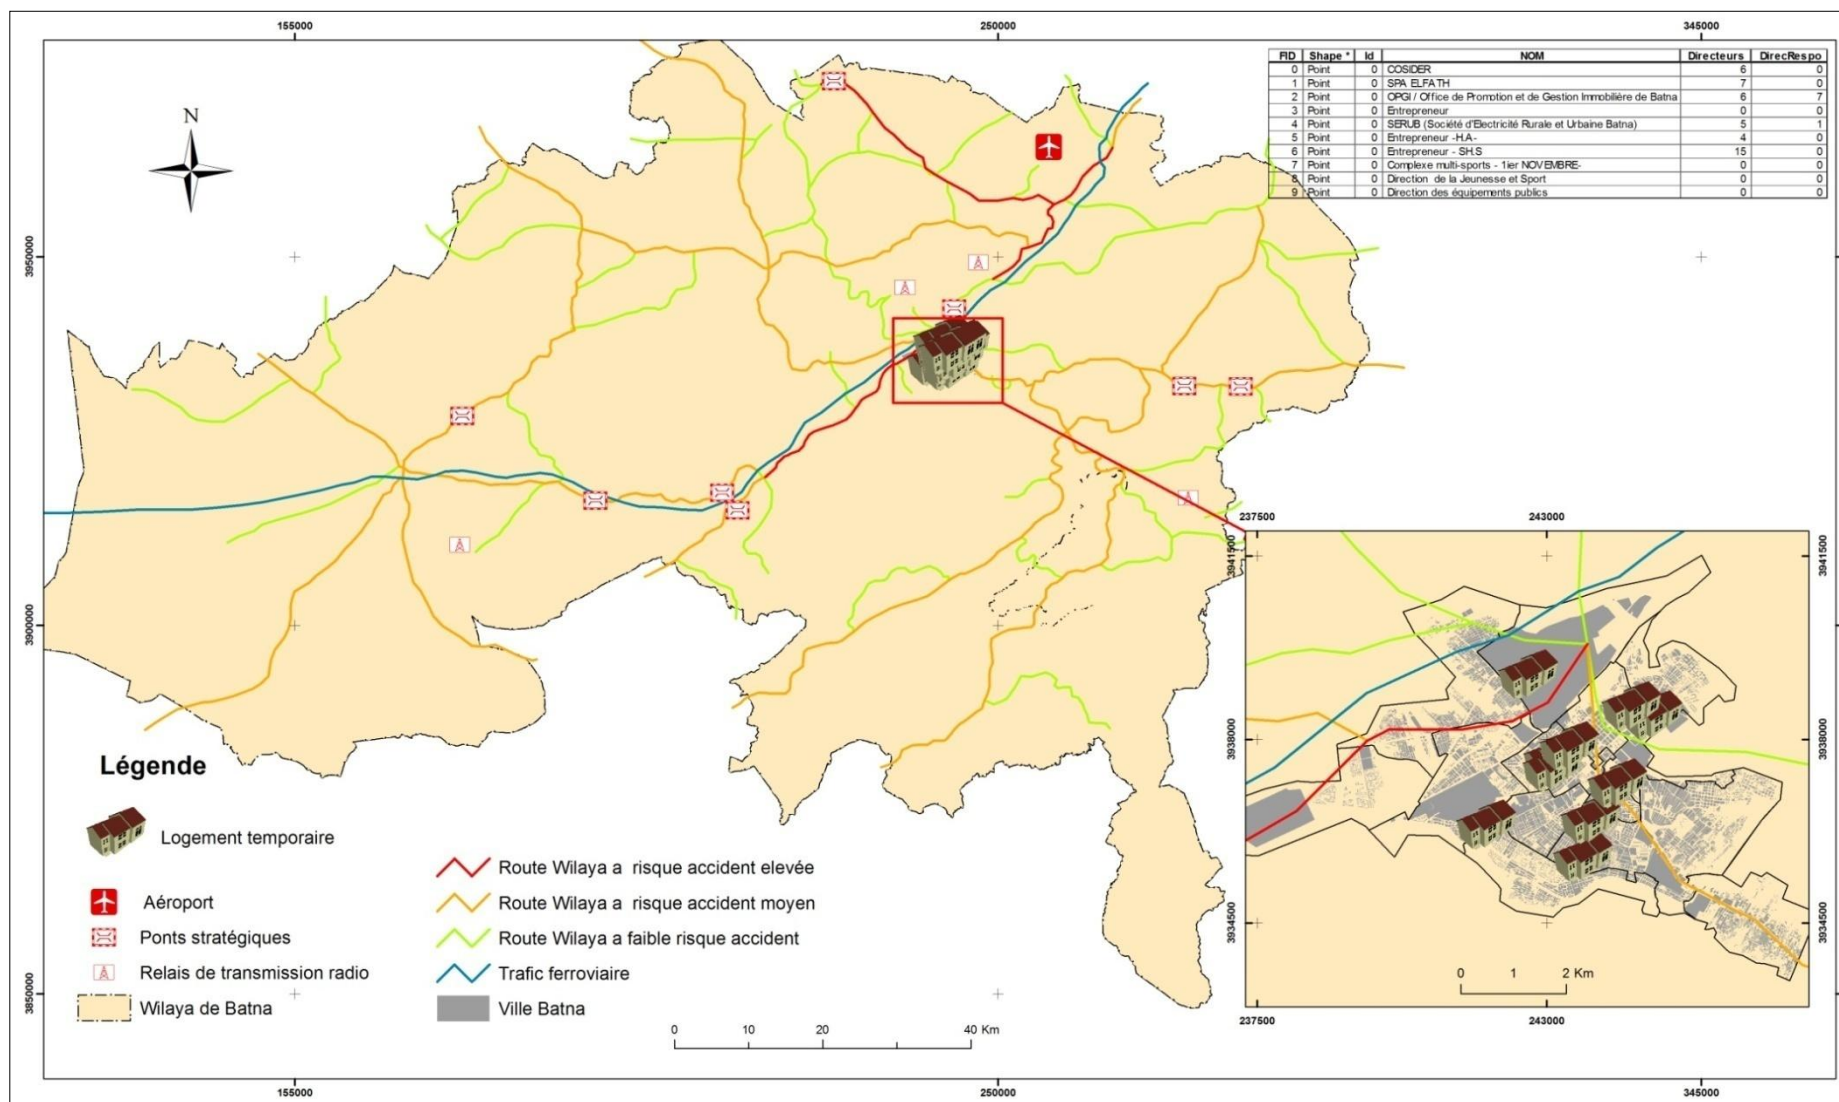 155000 250000 345000
N
FID Shape * Id NOM Directeurs DirecRespo
0 Point 0 COSIDER 6 0
1 Point 0 SPA ELFATH 7 0
2 Point 0 OPGI / Office de Promotion et de Gestion Immobilière de Batna 6 7
3 Point 0 Entrepreneur 0 0
4 Point 0 SERUB (Société d'Electricité Rurale et Urbaine Batna) 5 1
5 Point 0 Entrepreneur -H.A- 4 0
6 Point 0 Entrepreneur - SH.S 15 0
7 Point 0 Complexe multi-sports - 1ier NOVEMBRE- 0 0
8 Point 0 Direction de la Jeunesse et Sport 0 0
9 Point 0 Direction des équipements publics 0 0
3950000
3900000
3850000
237500 243000
3941500 3941500
3938000 3938000
3934500 3934500
0 1 2 Km
237500 243000
Légende
Logement temporaire
Aéroport
Ponts stratégiques
Relais de transmission radio
Wilaya de Batna
Route Wilaya a risque accident elevée
Route Wilaya a risque accident moyen
Route Wilaya a faible risque accident
Trafic ferroviaire
Ville Batna
0 10 20 40 Km
155000 250000 345000